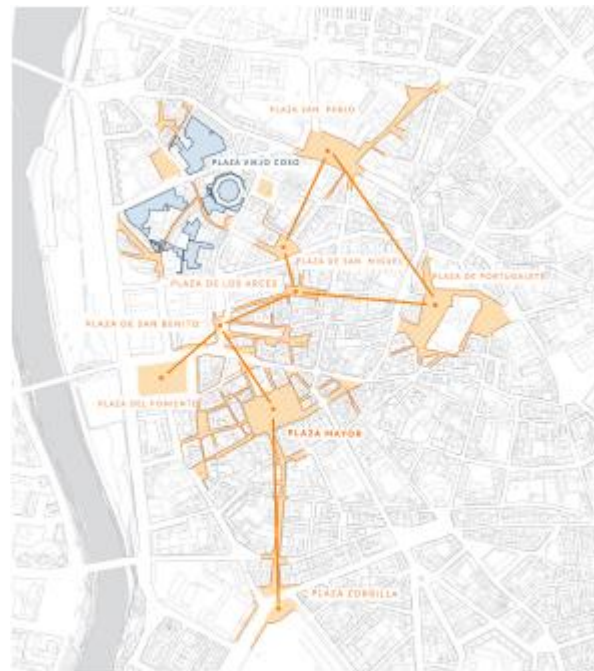 PLAZA SAN PABLO
PLAZA VIEJO COSO
PLAZA DE SAN MIGUEL
PLAZA DE PORTUGALETE
PLAZA DE LOS ARCES
PLAZA DE SAN BENITO
PLAZA DEL PONIENTE
PLAZA MAYOR
PLAZA ZORRILLA